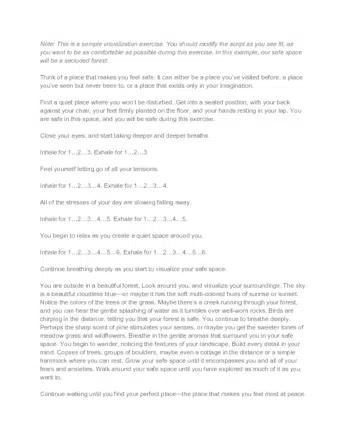 Note: This is a sample visualization exercise. You should modify the script as you see fit, as
you want to be as comfortable as possible during this exercise. In this example, our safe space
will be a secluded forest.
Think of a place that makes you feel safe. It can either be a place you've visited before, a place
you've seen but never been to, or a place that exists only in your imagination.
Find a quiet place where you won't be disturbed. Get into a seated position, with your back
against your chair, your feet firmly planted on the floor, and your hands resting in your lap. You
are safe in this space, and you will be safe during this exercise.
Close your eyes, and start taking deeper and deeper breaths.
Inhale for 1…2…3. Exhale for 1…2…3
Feel yourself letting go of all your tensions.
Inhale for 1…2…3…4. Exhale for 1…2…3…4.
All of the stresses of your day are slowing falling away.
Inhale for 1…2…3…4…5. Exhale for 1…2…3…4…5.
You begin to relax as you create a quiet space around you.
Inhale for 1…2…3…4…5…6. Exhale for 1…2…3…4…5…6.
Continue breathing deeply as you start to visualize your safe space.
You are outside in a beautiful forest. Look around you, and visualize your surroundings. The sky
is a beautiful cloudless blue—or maybe it has the soft multi-colored hues of sunrise or sunset.
Notice the colors of the trees or the grass. Maybe there's a creek running through your forest,
and you can hear the gentle splashing of water as it tumbles over well-worn rocks. Birds are
chirping in the distance, telling you that your forest is safe. You continue to breathe deeply.
Perhaps the sharp scent of pine stimulates your senses, or maybe you get the sweeter tones of
meadow grass and wildflowers. Breathe in the gentle aromas that surround you in your safe
space. You begin to wander, noticing the features of your landscape. Build every detail in your
mind. Copses of trees, groups of boulders, maybe even a cottage in the distance or a simple
hammock where you can rest. Grow your safe space until it encompasses you and all of your
fears and anxieties. Walk around your safe space until you have explored as much of it as you
want to.
Continue walking until you find your perfect place—the place that makes you feel most at peace.